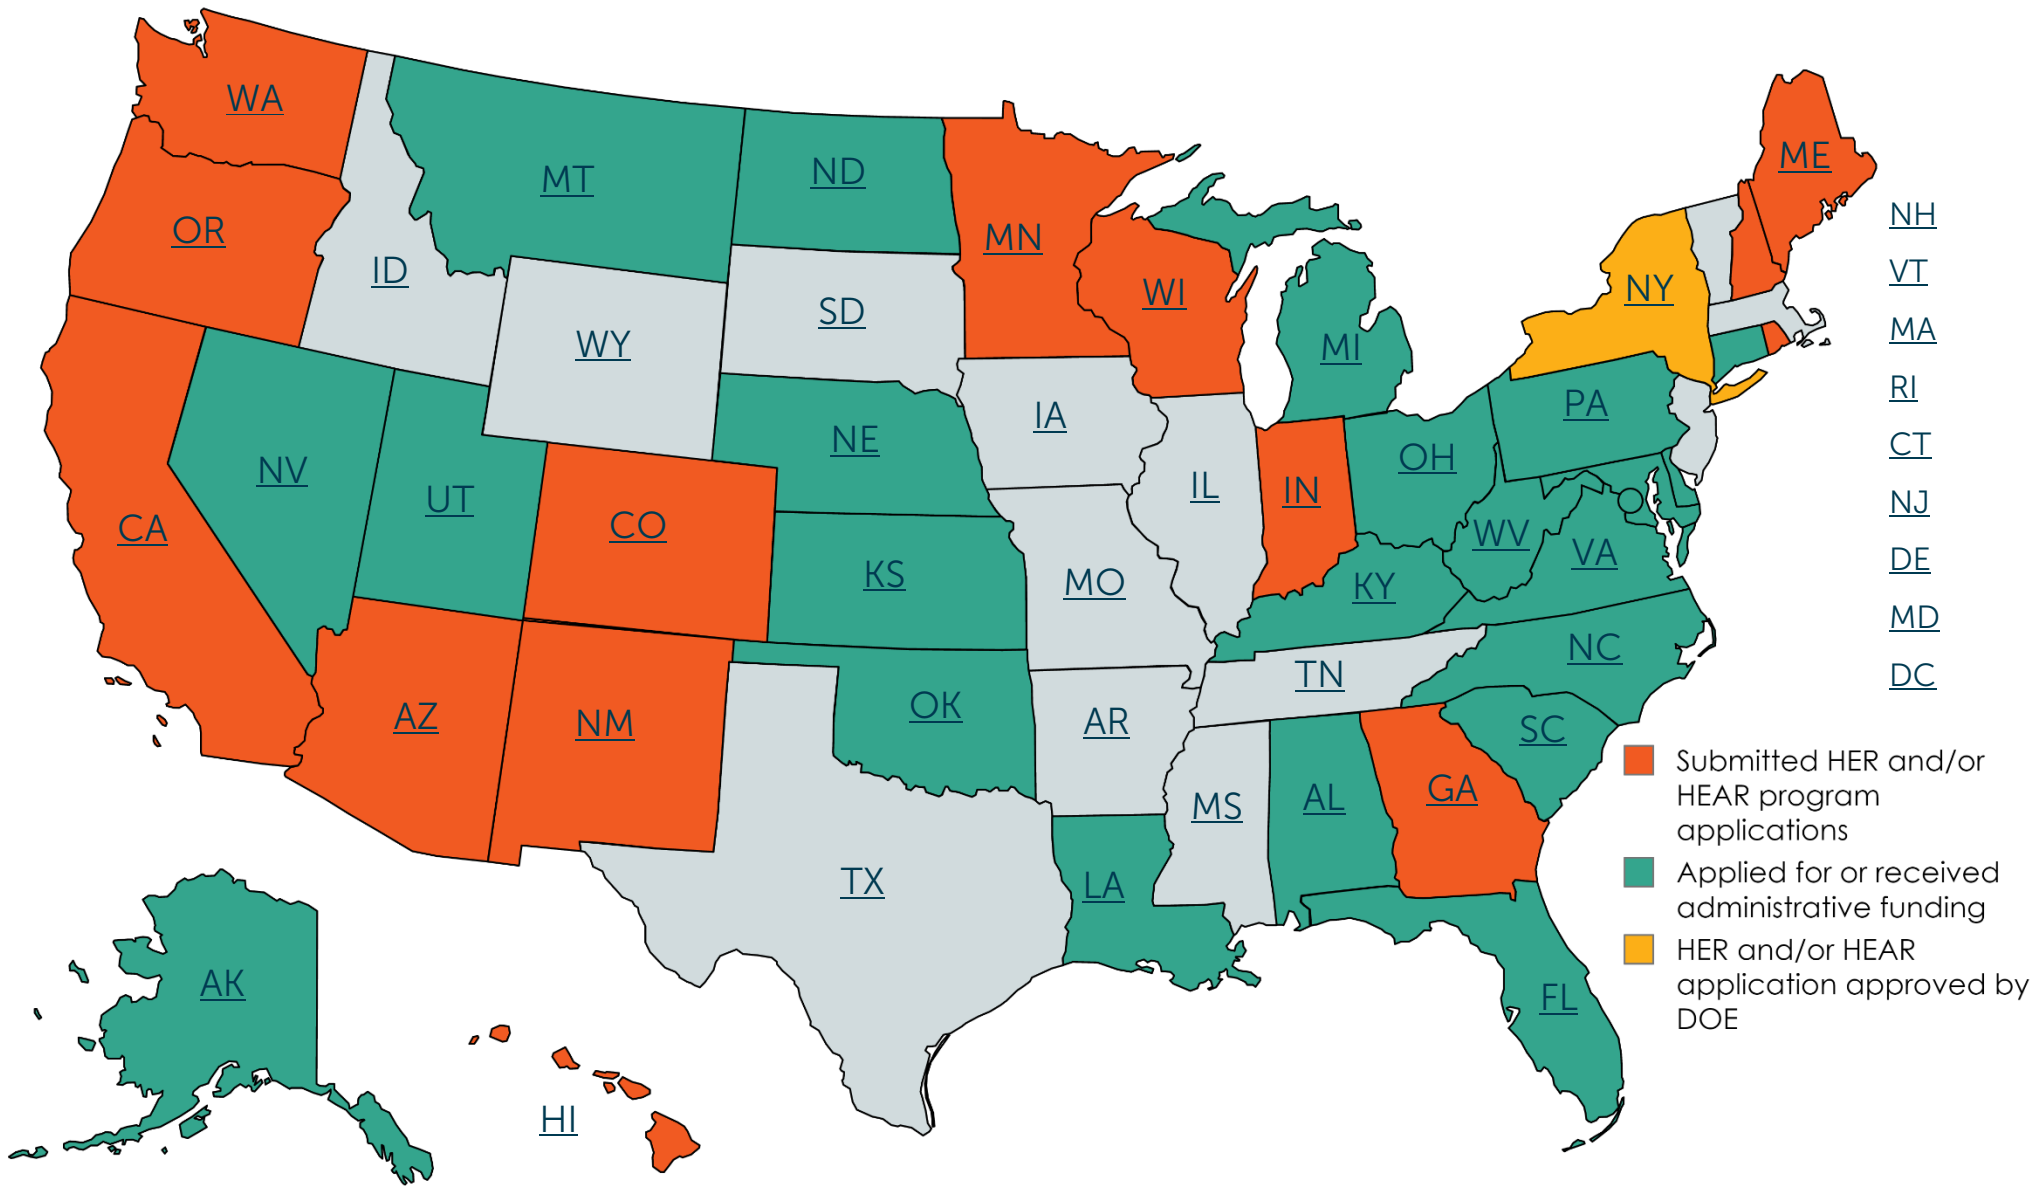 WA
ME
MT
ND
NH
OR
MN
ID
VT
WI
NY
SD
MA
WY
MI
RI
PA
IA
NE
CT
OH
NV
UT
IL
IN
NJ
CA
CO
WV
VA
DE
KS
MO
KY
MD
NC
TN
DC
AZ
NM
OK
AR
SC
GA
AL
MS
Submitted HER and/or
HEAR program
applications
TX
LA
Applied for or received
administrative funding
AK
FL
HER and/or HEAR
application approved by
DOE
HI